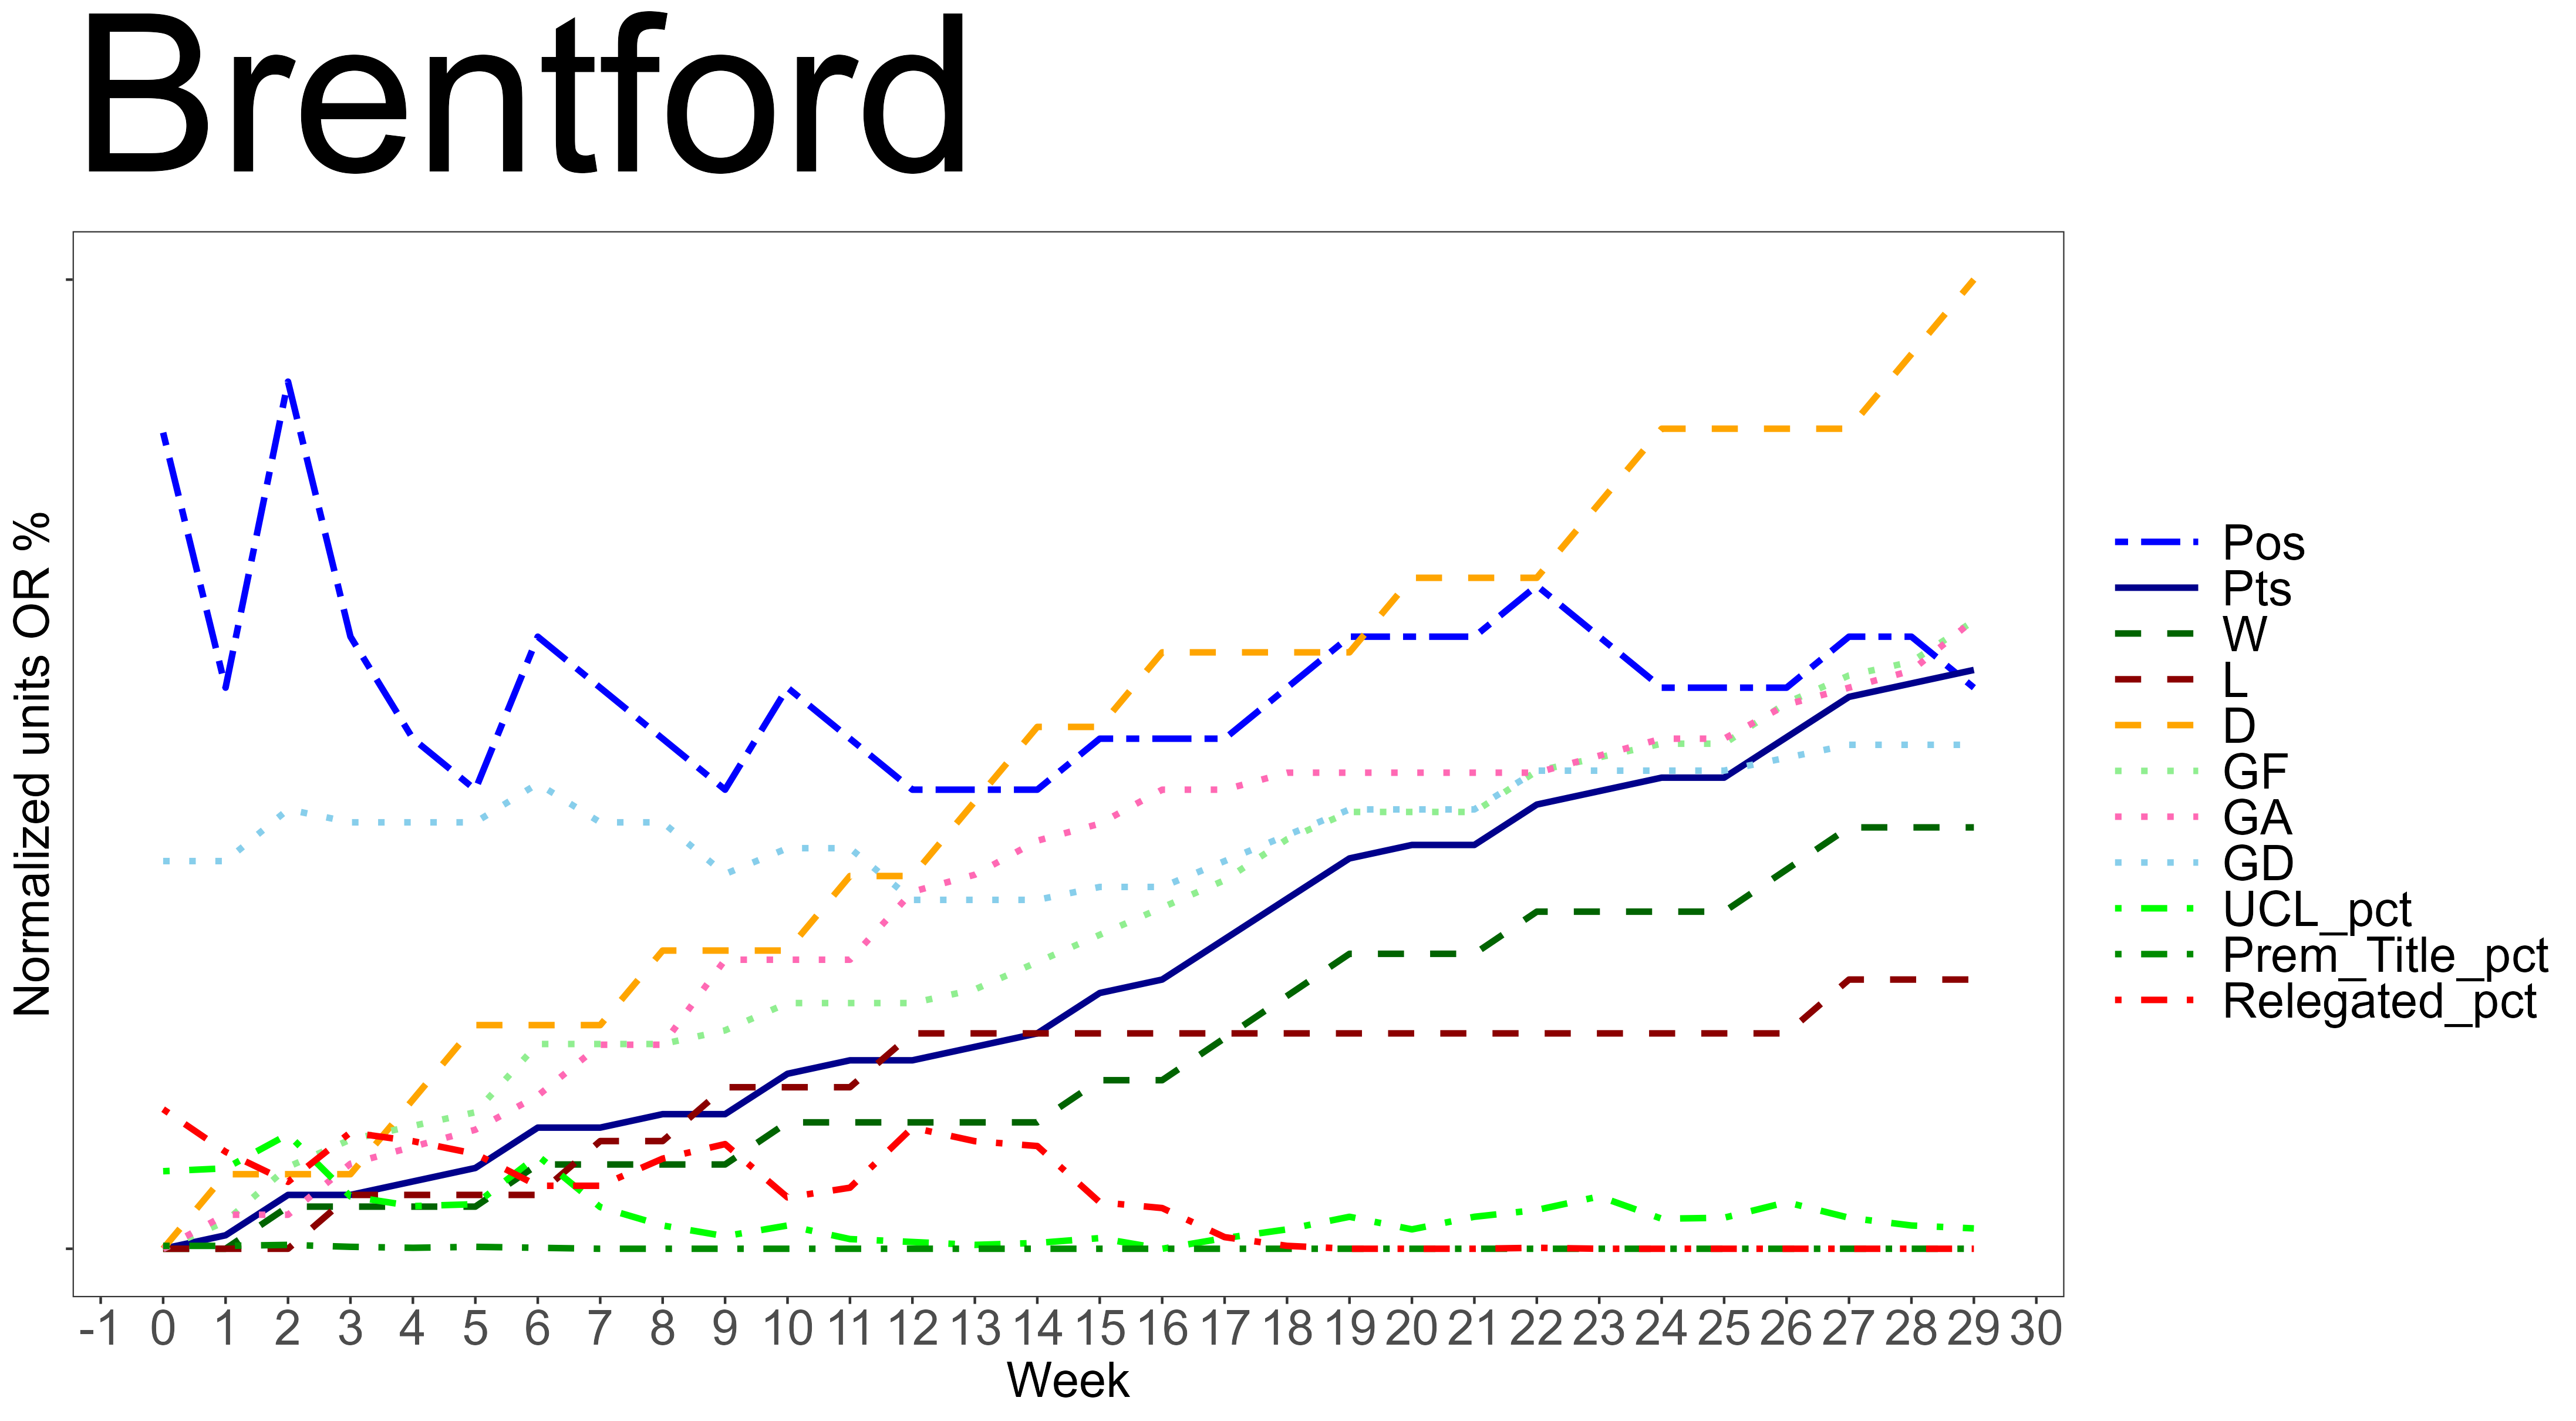 Brentford
Normalized units OR %
Pos
Pts
W
L
D
GF
GA
GD
UCL_pct
Prem_Title_pct
Relegated_pct
-1 0 1 2 3 4 5 6 7 8 9 10 11 12 13 14 15 16 17 18 19 20 21 22 23 24 25 26 27 28 29 30
Week